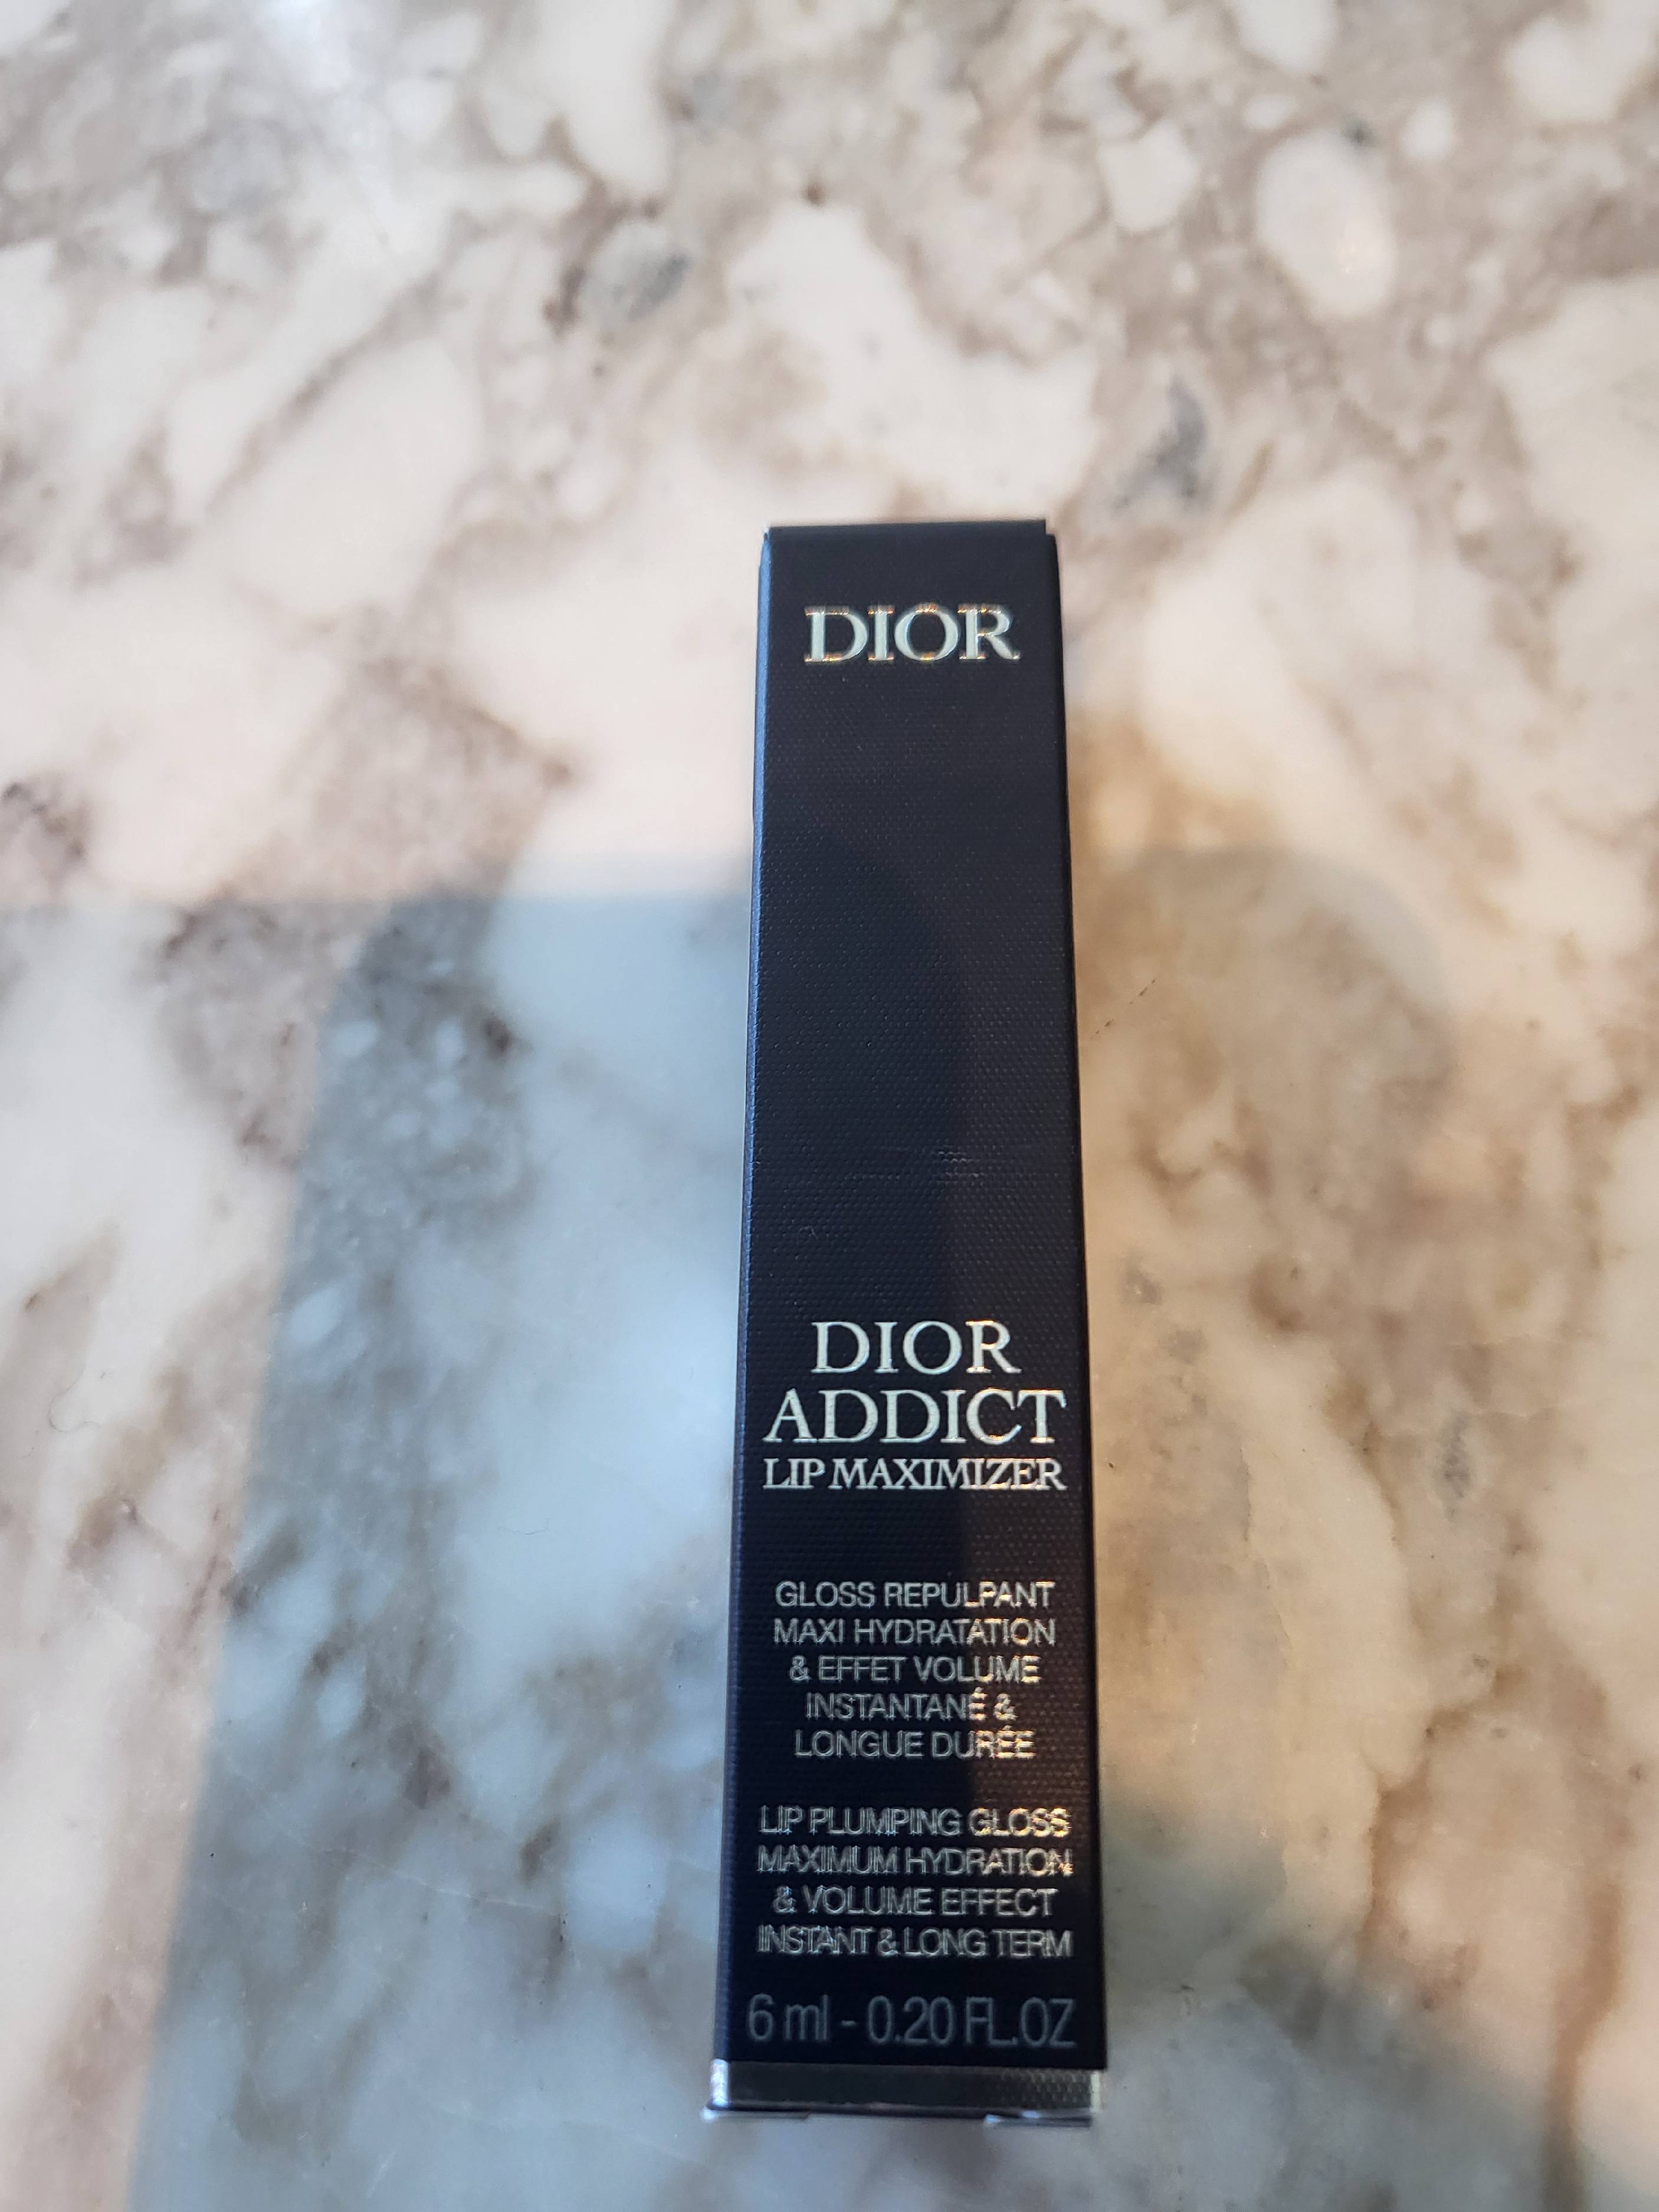 DIOR
DIOR
ADDICT
LIP MAXIMIZER
GLOSS REPULPANT
MAXI HYDRATATION
& EFFET VOLUME
INSTANTANÉ &
LONGUE DURÉE
LIP PLUMPING GLOSS
MAXIMUM HYDRATION
& VOLUME EFFECT
INSTANT & LONG TERM
6 ml - 0.20 FL.OZ